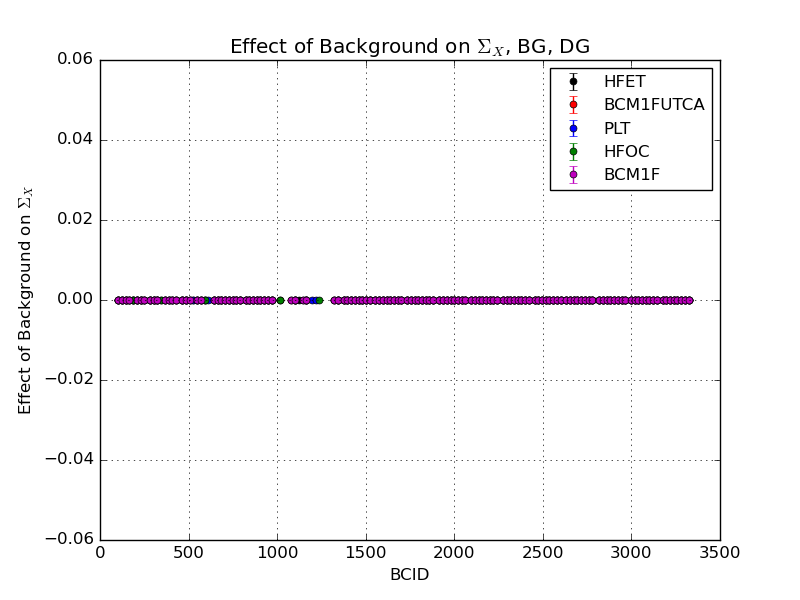 Effect of Background on Σ_X, BG, DG
0.06
0.04
0.02
0.00
−0.02
−0.04
−0.06
Effect of Background on Σ_X
0
500
1000
1500
2000
2500
3000
3500
BCID
HFET
BCM1FUTCA
PLT
HFOC
BCM1F